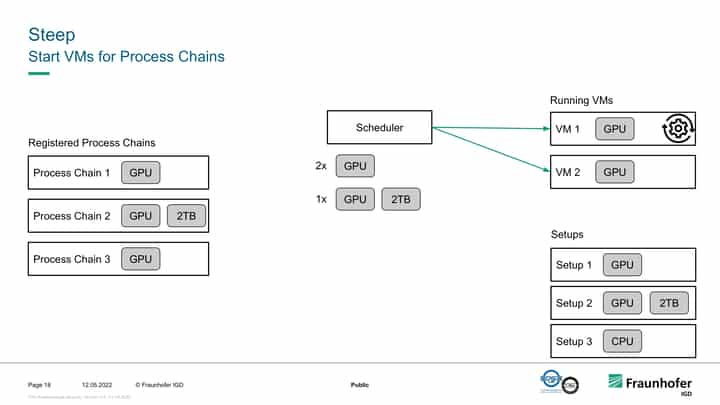 Steep
Start VMs for Process Chains
Registered Process Chains
Process Chain 1 GPU
Process Chain 2 GPU 2TB
Process Chain 3 GPU
Scheduler
2x GPU
1x GPU 2TB
Running VMs
VM 1 GPU
VM 2 GPU
Setups
Setup 1 GPU
Setup 2 GPU 2TB
Setup 3 CPU
Page 18 12.05.2022 © Fraunhofer IGD Public
Fraunhofer
IGD